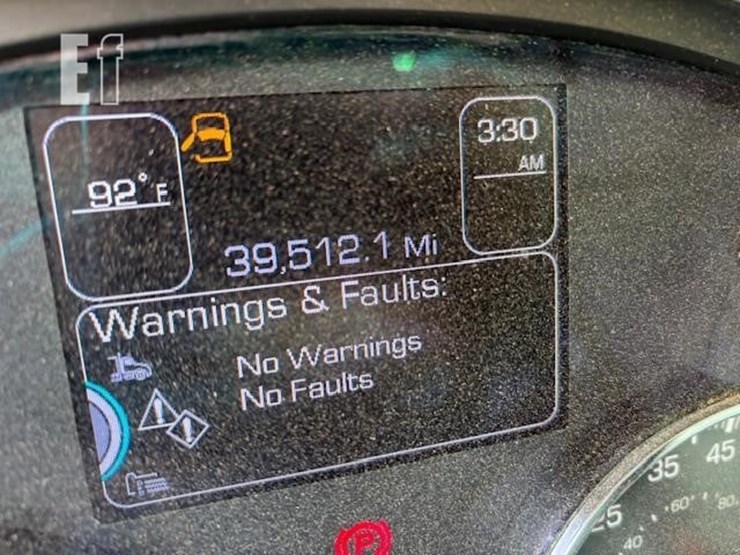 Ef
92° F
3:30
AM
39,512.1 Mi
Warnings & Faults:
No Warnings
No Faults
P
25 35 45
40 60 80